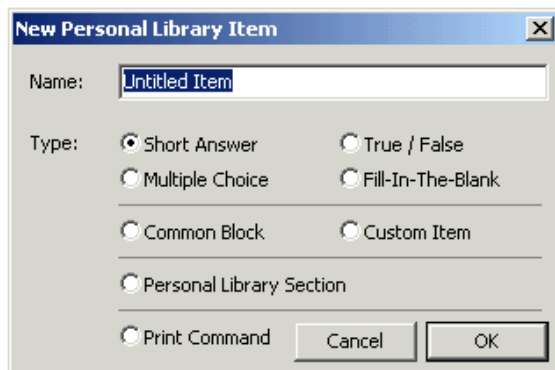 New Personal Library Item
Name: Untitled Item
Type: Short Answer True / False
Multiple Choice Fill-In-The-Blank
Common Block Custom Item
Personal Library Section
Print Command Cancel OK